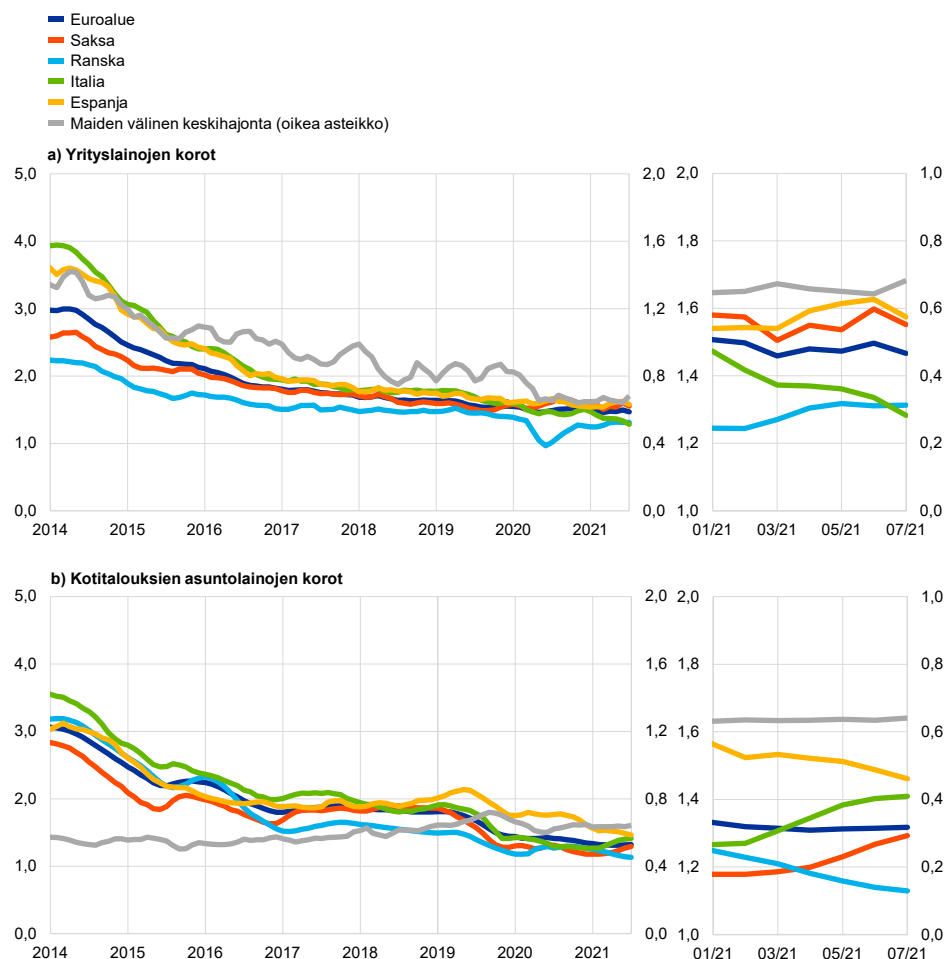 Euroalue
Saksa
Ranska
Italia
Espanja
Maiden välinen keskihajonta (oikea asteikko)
a) Yrityslainojen korot
5,0 2,0 2,0 1,0
4,0 1,6 1,8 0,8
3,0 1,2 1,6 0,6
2,0 0,8 1,4 0,4
1,0 0,4 1,2 0,2
0,0 0,0 1,0 0,0
2014 2015 2016 2017 2018 2019 2020 2021 01/21 03/21 05/21 07/21
b) Kotitalouksien asuntolainojen korot
5,0 2,0 2,0 1,0
4,0 1,6 1,8 0,8
3,0 1,2 1,6 0,6
2,0 0,8 1,4 0,4
1,0 0,4 1,2 0,2
0,0 0,0 1,0 0,0
2014 2015 2016 2017 2018 2019 2020 2021 01/21 03/21 05/21 07/21